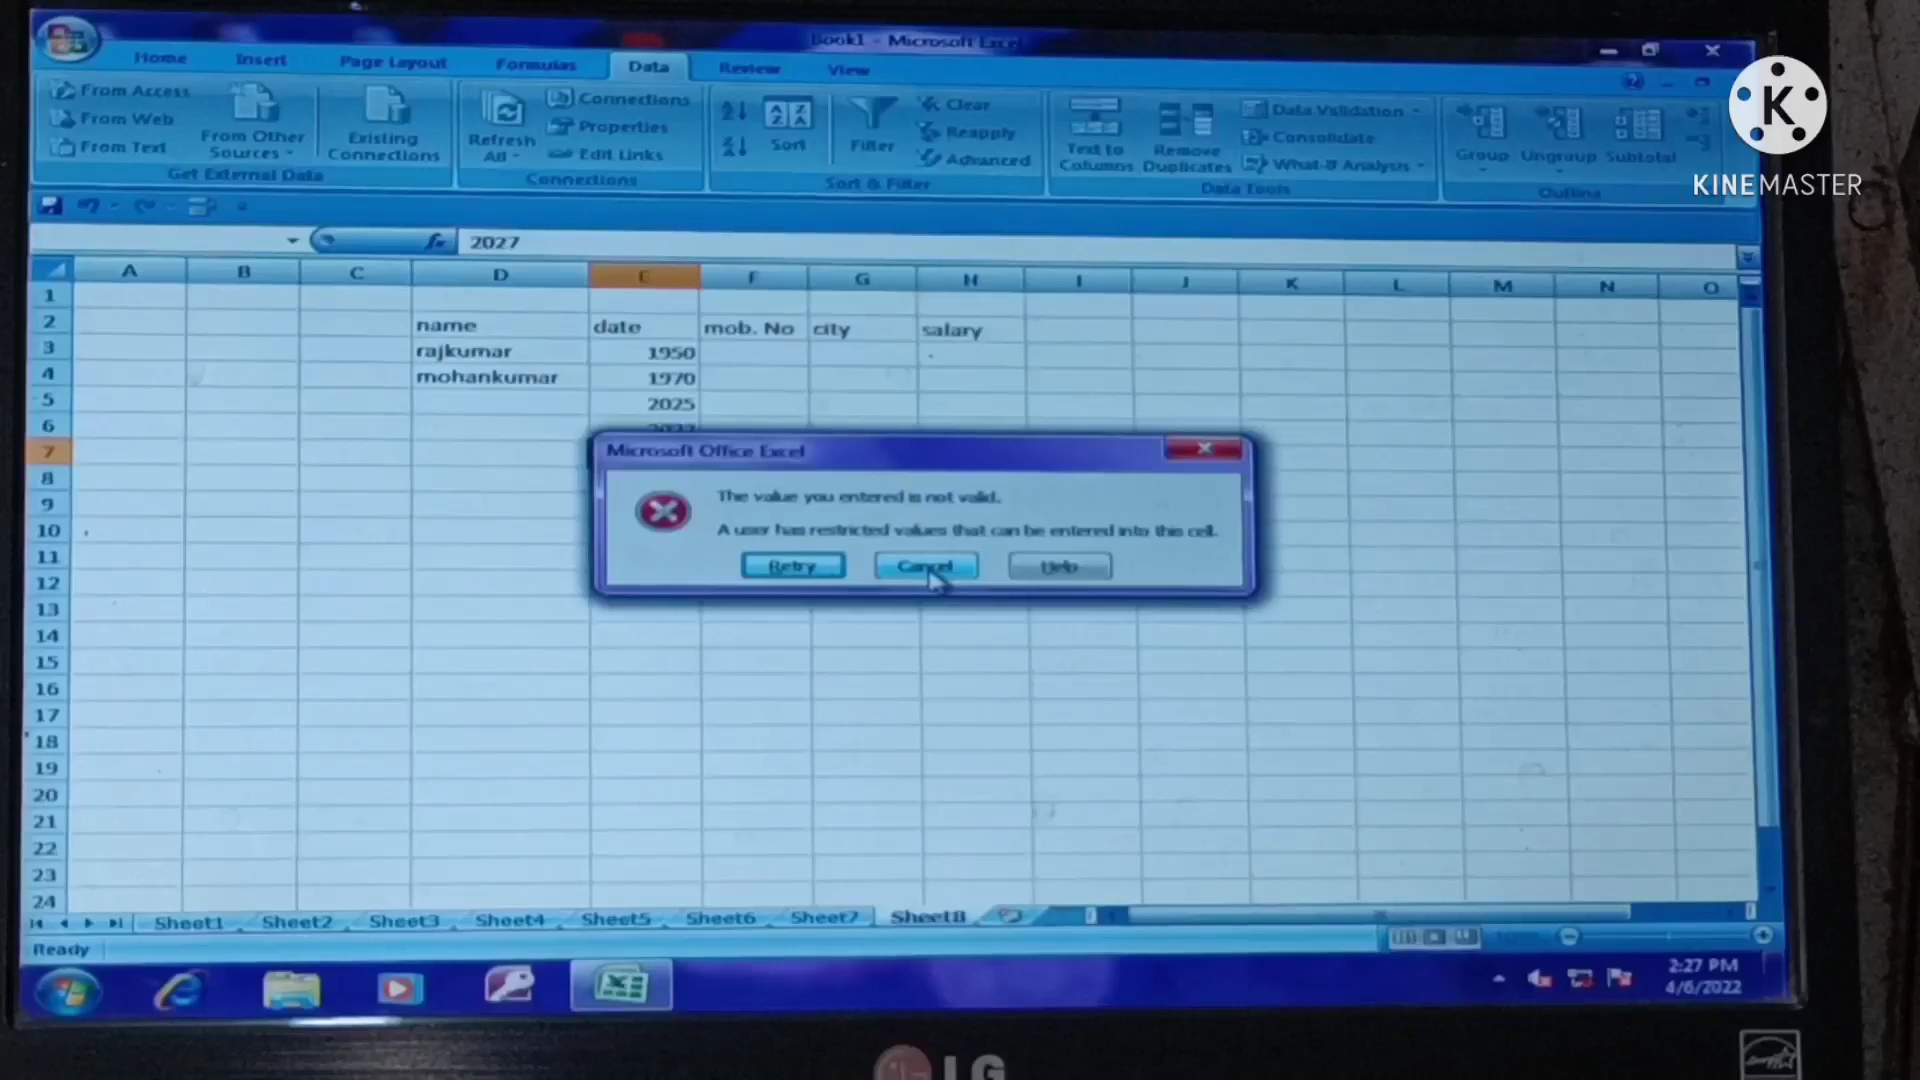 Book1 - Microsoft Excel
Home Insert Page Layout Formulas Data Review View
From Access
From Web
From Text
From Other Sources
Existing Connections
Get External Data
Refresh All
Connections
Properties
Edit Links
Connections
Sort
Filter
Clear
Reapply
Advanced
Sort & Filter
Text to Columns
Remove Duplicates
Data Validation
Consolidate
What-If Analysis
Data Tools
Group Ungroup Subtotal
Outline
K
KINEMASTER
fx 2027
A B C D E F G H I J K L M N O
1
2 name date mob. No city salary
3 rajkumar 1950
4 mohankumar 1970
5 2025
6
7
8
9
10
11
12
13
14
15
16
17
18
19
20
21
22
23
24
Microsoft Office Excel
The value you entered is not valid.
A user has restricted values that can be entered into this cell.
Retry Cancel Help
Sheet1 Sheet2 Sheet3 Sheet4 Sheet5 Sheet6 Sheet7 Sheet8
Ready
2:27 PM
4/6/2022
LG